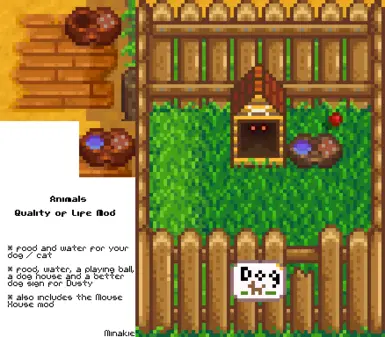 Animals
Quality of Life Mod
* food and water for your
dog / cat
* food, water, a playing ball,
a dog house and a better
dog sign for Dusty
* also includes the Mouse
House mod
Minakie
Dog